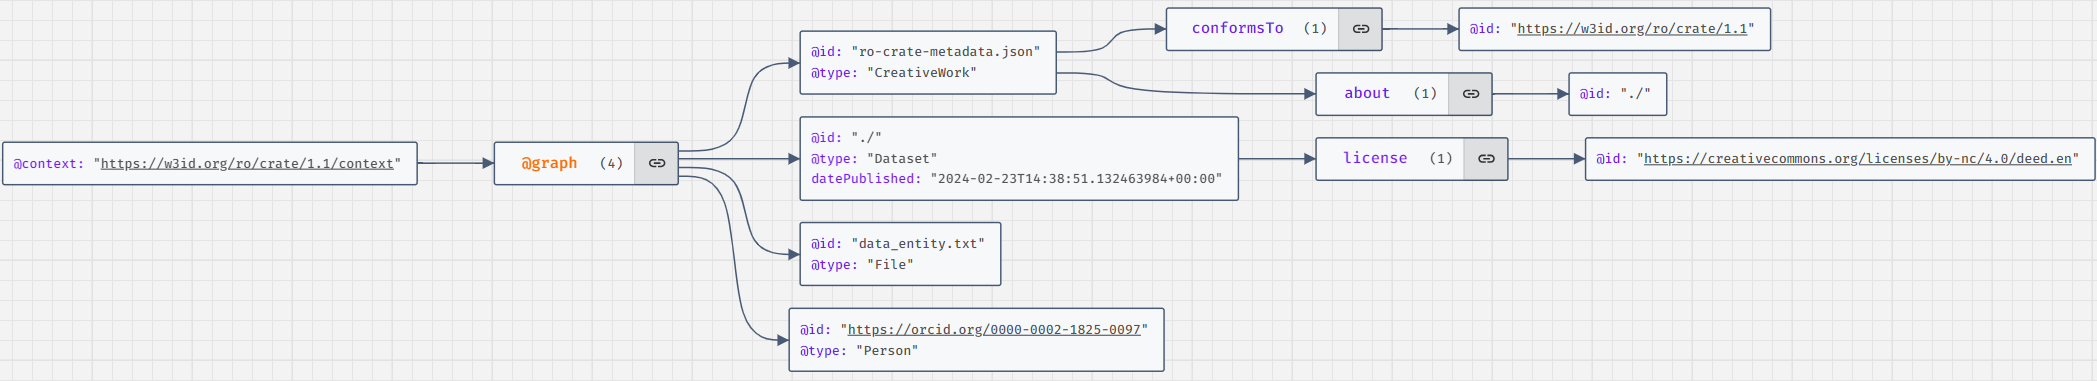 @context: "https://w3id.org/ro/crate/1.1/context"
@graph (4)
@id: "ro-crate-metadata.json"
@type: "CreativeWork"
conformsTo (1)
@id: "https://w3id.org/ro/crate/1.1"
about (1)
@id: "./"
@id: "./"
@type: "Dataset"
datePublished: "2024-02-23T14:38:51.132463984+00:00"
license (1)
@id: "https://creativecommons.org/licenses/by-nc/4.0/deed.en"
@id: "data_entity.txt"
@type: "File"
@id: "https://orcid.org/0000-0002-1825-0097"
@type: "Person"